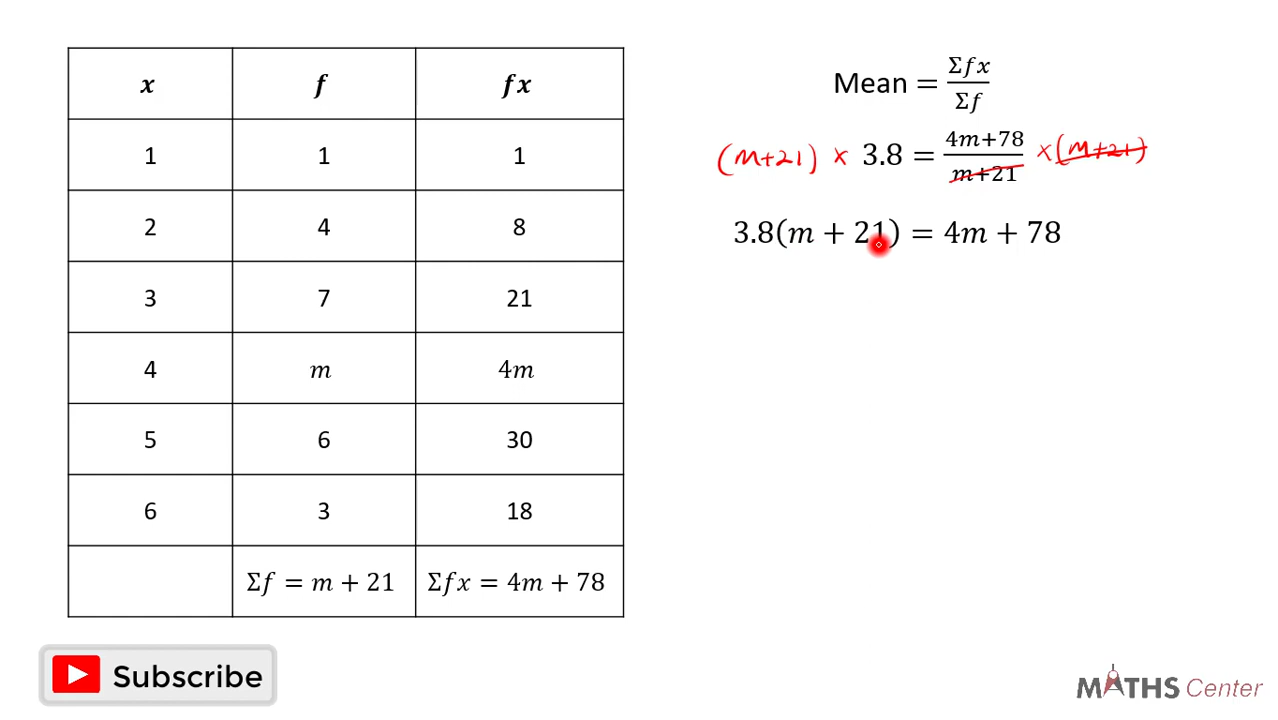 x f fx
1 1 1
2 4 8
3 7 21
4 m 4m
5 6 30
6 3 18
Σf = m + 21 Σfx = 4m + 78
Mean = Σfx/Σf
(m+21) × 3.8 = 4m+78/m+21 ×(m+21)
3.8(m + 21) = 4m + 78
Subscribe
MATHS Center